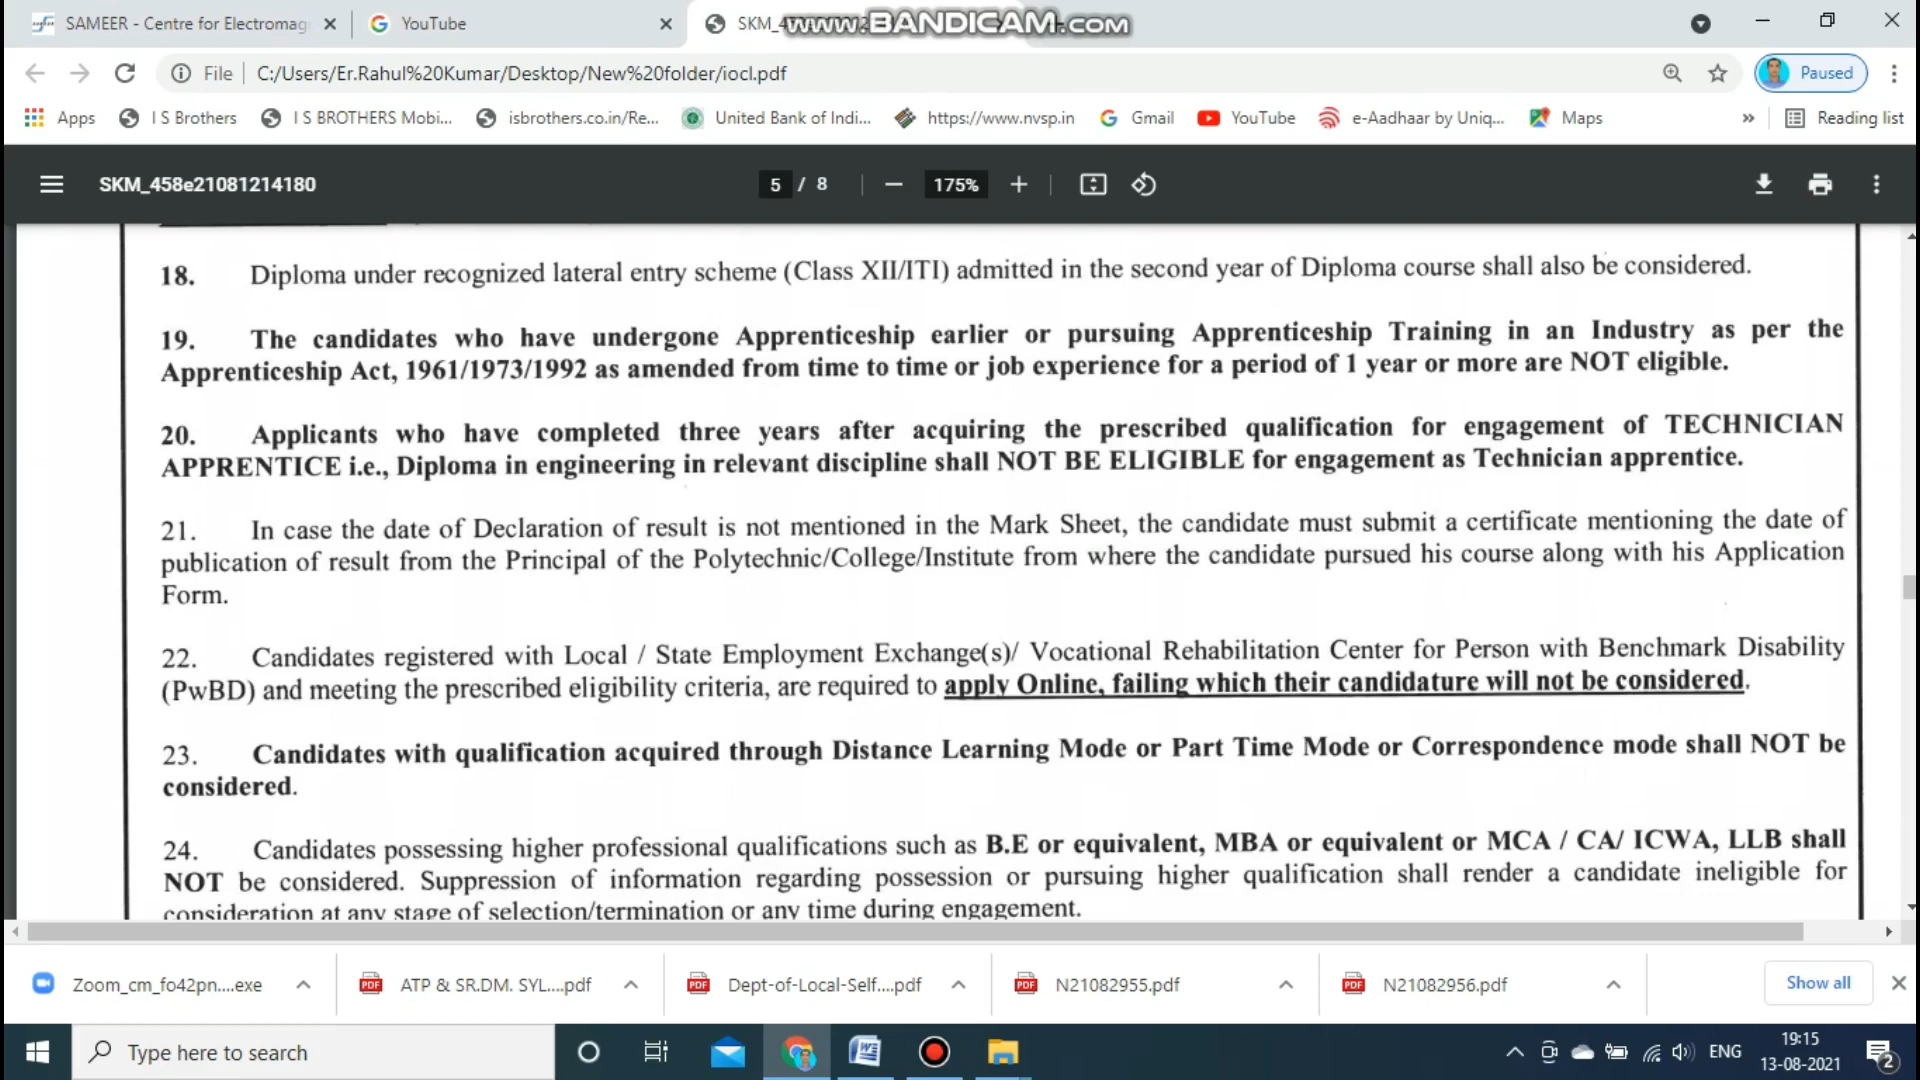 SAMEER - Centre for Electromag
YouTube
SKM_4
www.BANDICAM.com
File
C:/Users/Er.Rahul%20Kumar/Desktop/New%20folder/iocl.pdf
Paused
Apps
I S Brothers
I S BROTHERS Mobi...
isbrothers.co.in/Re...
United Bank of Indi...
https://www.nvsp.in
Gmail
YouTube
e-Aadhaar by Uniq...
Maps
»
Reading list
SKM_458e21081214180
5 / 8
175%
18. Diploma under recognized lateral entry scheme (Class XII/ITI) admitted in the second year of Diploma course shall also be considered.
19. The candidates who have undergone Apprenticeship earlier or pursuing Apprenticeship Training in an Industry as per the
Apprenticeship Act, 1961/1973/1992 as amended from time to time or job experience for a period of 1 year or more are NOT eligible.
20. Applicants who have completed three years after acquiring the prescribed qualification for engagement of TECHNICIAN
APPRENTICE i.e., Diploma in engineering in relevant discipline shall NOT BE ELIGIBLE for engagement as Technician apprentice.
21. In case the date of Declaration of result is not mentioned in the Mark Sheet, the candidate must submit a certificate mentioning the date of
publication of result from the Principal of the Polytechnic/College/Institute from where the candidate pursued his course along with his Application
Form.
22. Candidates registered with Local / State Employment Exchange(s)/ Vocational Rehabilitation Center for Person with Benchmark Disability
(PwBD) and meeting the prescribed eligibility criteria, are required to apply Online, failing which their candidature will not be considered.
23. Candidates with qualification acquired through Distance Learning Mode or Part Time Mode or Correspondence mode shall NOT be
considered.
24. Candidates possessing higher professional qualifications such as B.E or equivalent, MBA or equivalent or MCA / CA/ ICWA, LLB shall
NOT be considered. Suppression of information regarding possession or pursuing higher qualification shall render a candidate ineligible for
consideration at any stage of selection/termination or any time during engagement.
Zoom_cm_fo42pn....exe
ATP & SR.DM. SYL....pdf
Dept-of-Local-Self....pdf
N21082955.pdf
N21082956.pdf
Show all
Type here to search
ENG
19:15
13-08-2021
2